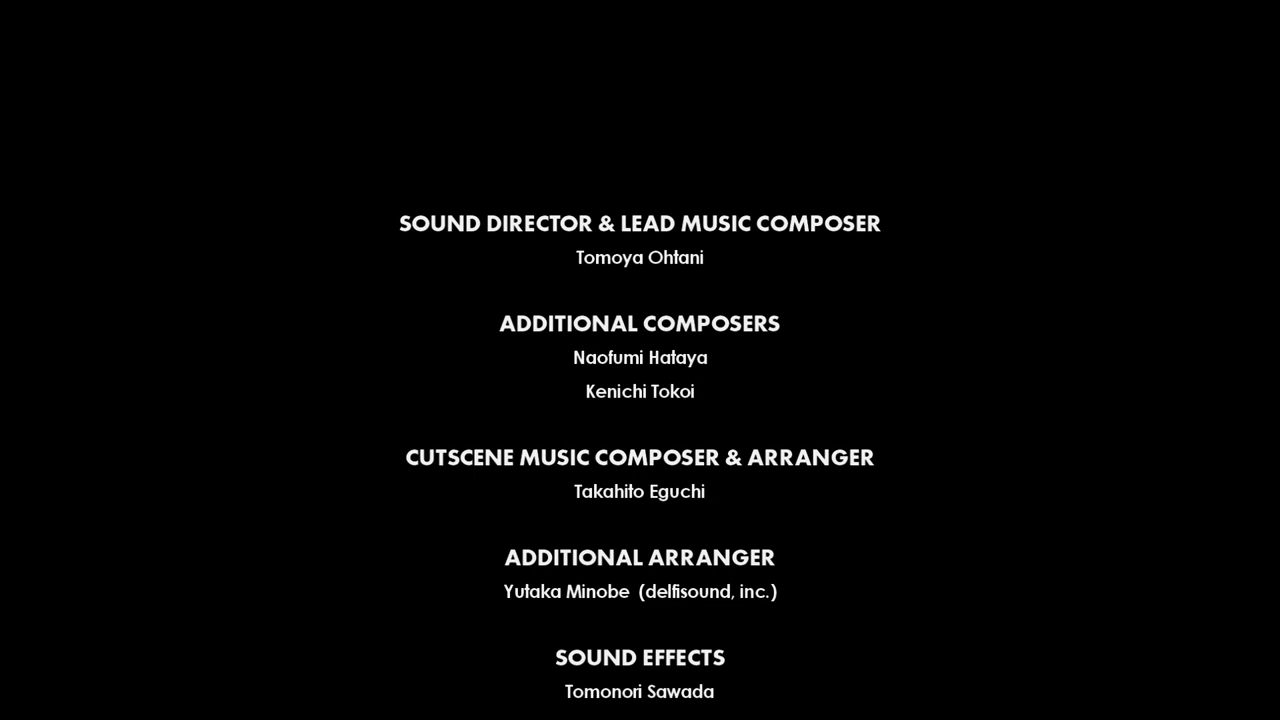 SOUND DIRECTOR & LEAD MUSIC COMPOSER
Tomoya Ohtani
ADDITIONAL COMPOSERS
Naofumi Hataya
Kenichi Tokoi
CUTSCENE MUSIC COMPOSER & ARRANGER
Takahito Eguchi
ADDITIONAL ARRANGER
Yutaka Minobe (delfisound, inc.)
SOUND EFFECTS
Tomonori Sawada